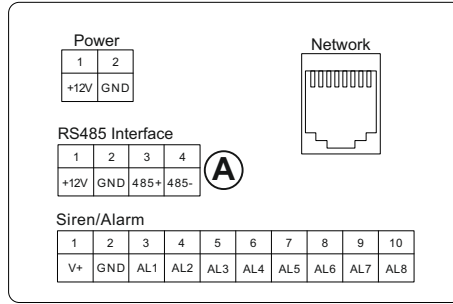 Power
1 2
+12V GND
Network
RS485 Interface
1 2 3 4
+12V GND 485+ 485-
A
Siren/Alarm
1 2 3 4 5 6 7 8 9 10
V+ GND AL1 AL2 AL3 AL4 AL5 AL6 AL7 AL8